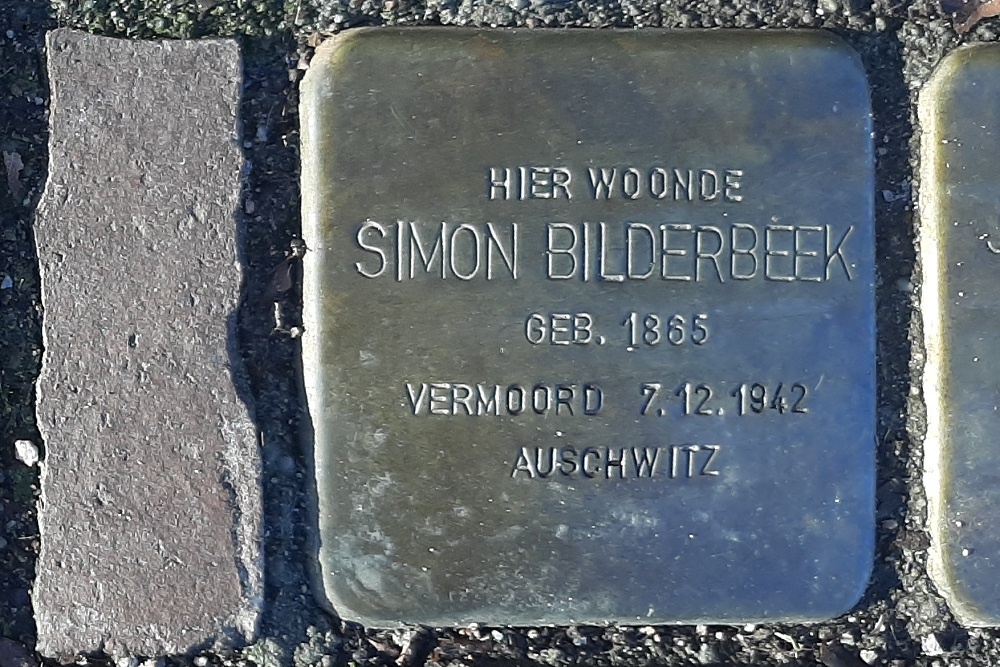 HIER WOONDE
SIMON BILDERBEEK
GEB. 1865
VERMOORD 7.12.1942
AUSCHWITZ